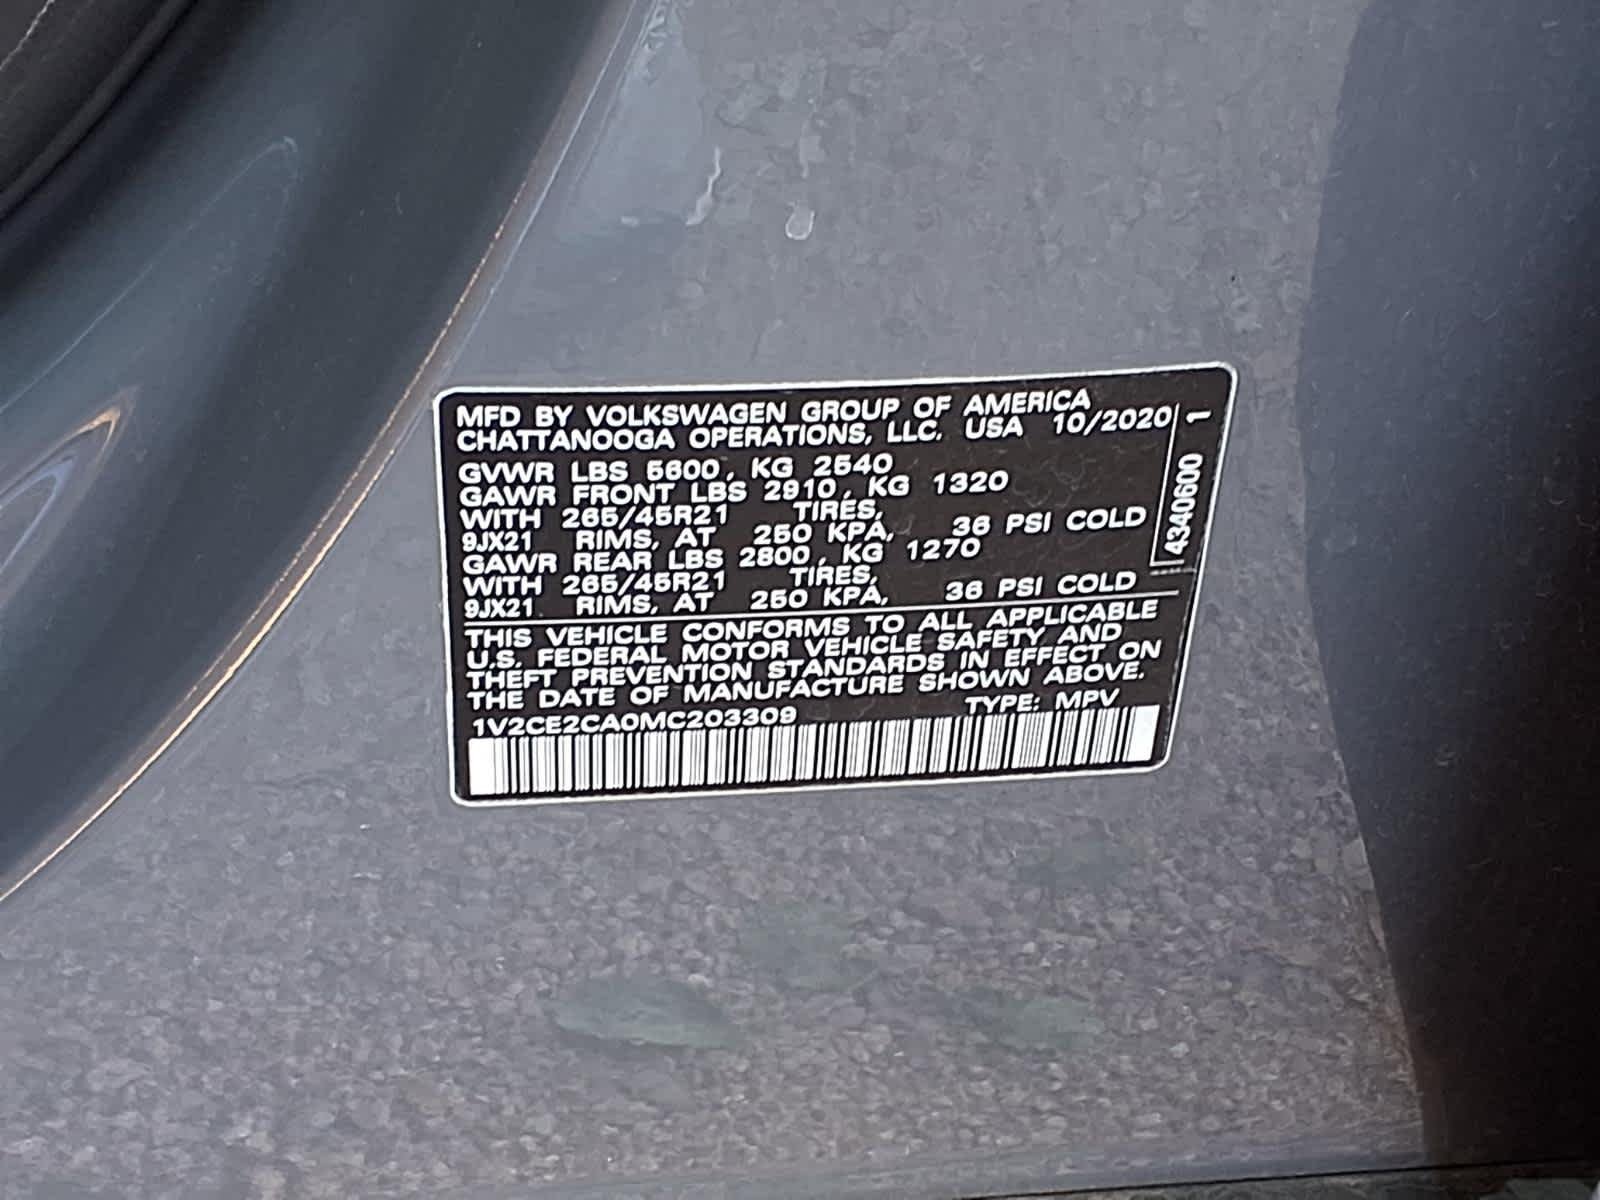 MFD BY VOLKSWAGEN GROUP OF AMERICA
CHATTANOOGA OPERATIONS, LLC. USA 10/2020
GVWR LBS 5600, KG 2540
GAWR FRONT LBS 2910, KG 1320
WITH 265/45R21 TIRES,
9JX21 RIMS, AT 250 KPA, 36 PSI COLD
GAWR REAR LBS 2800, KG 1270
WITH 265/45R21 TIRES,
9JX21 RIMS, AT 250 KPA, 36 PSI COLD
THIS VEHICLE CONFORMS TO ALL APPLICABLE
U.S. FEDERAL MOTOR VEHICLE SAFETY AND
THEFT PREVENTION STANDARDS IN EFFECT ON
THE DATE OF MANUFACTURE SHOWN ABOVE.
1V2CE2CA0MC203309 TYPE: MPV
4340600 1